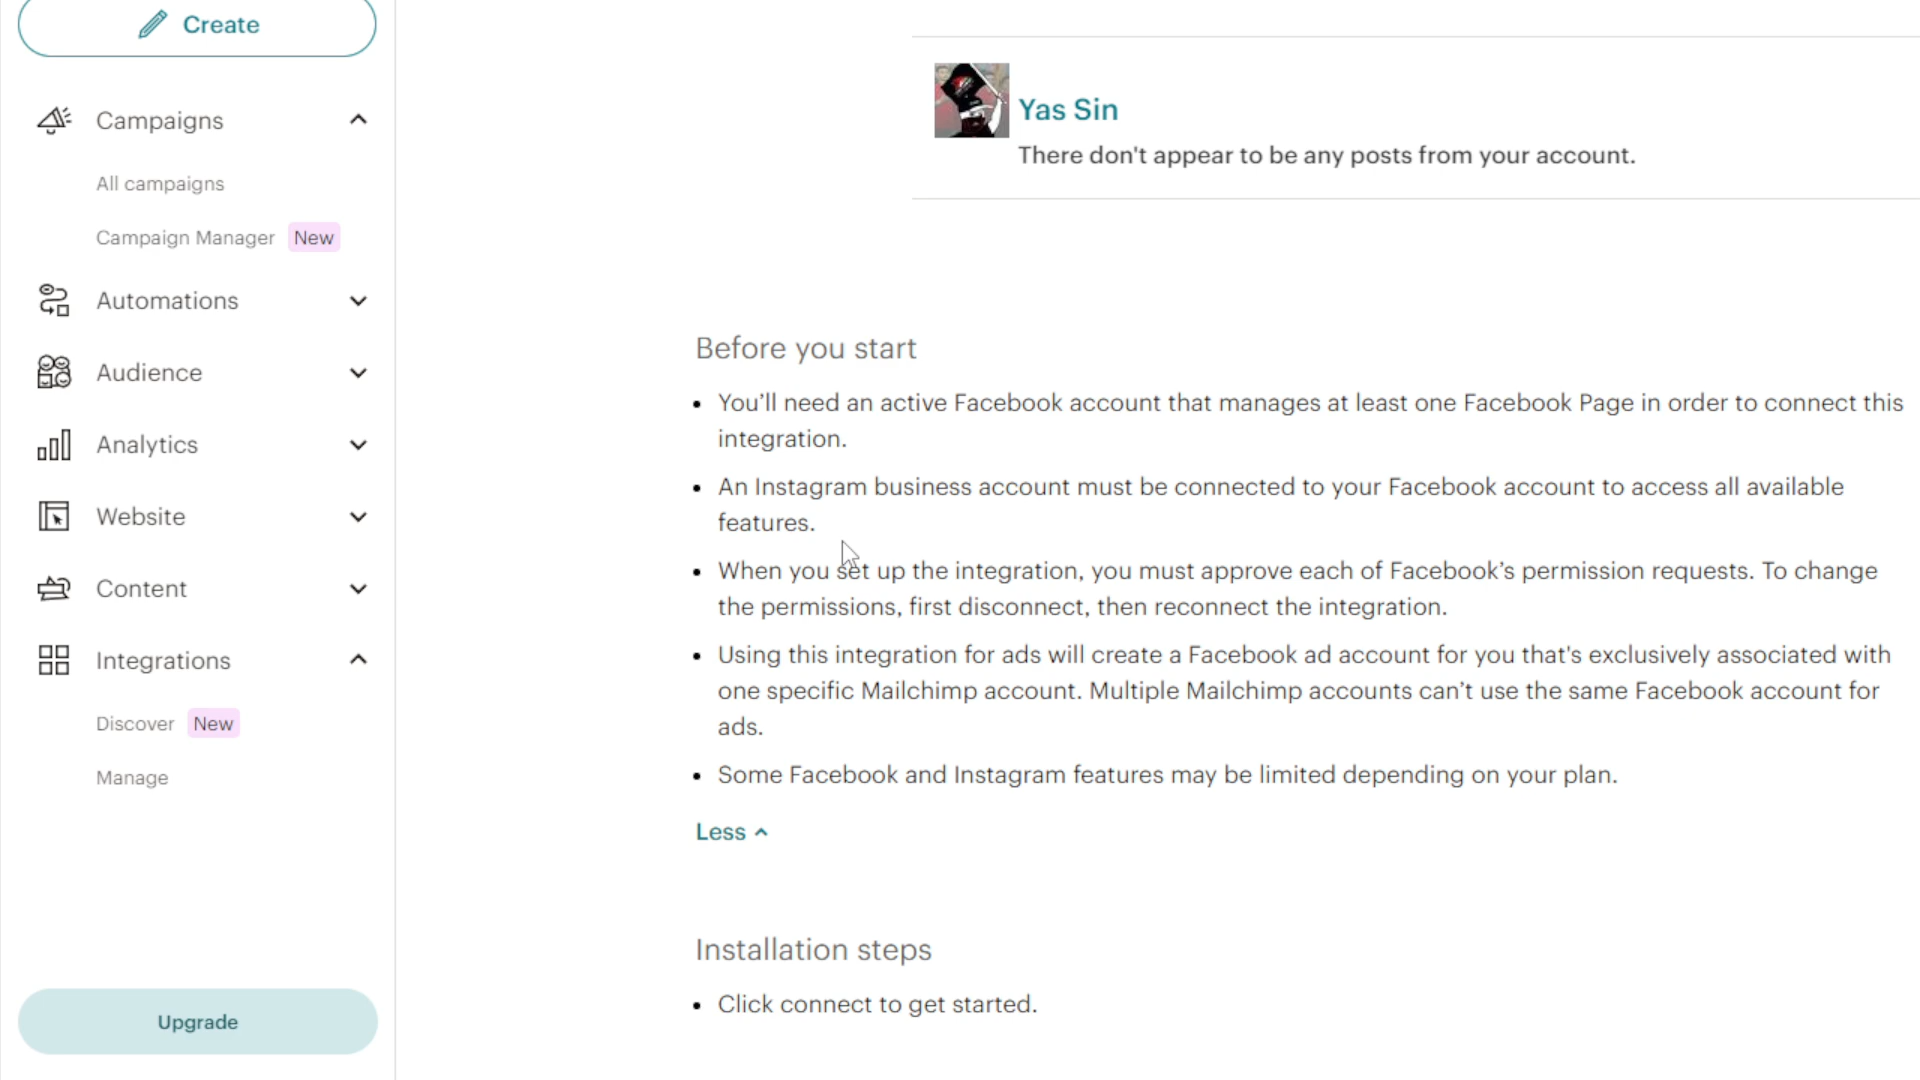 Create
Campaigns
All campaigns
Campaign Manager New
Automations
Audience
Analytics
Website
Content
Integrations
Discover New
Manage
Upgrade
Yas Sin
There don't appear to be any posts from your account.
Before you start
• You’ll need an active Facebook account that manages at least one Facebook Page in order to connect this
integration.
• An Instagram business account must be connected to your Facebook account to access all available
features.
• When you set up the integration, you must approve each of Facebook’s permission requests. To change
the permissions, first disconnect, then reconnect the integration.
• Using this integration for ads will create a Facebook ad account for you that's exclusively associated with
one specific Mailchimp account. Multiple Mailchimp accounts can’t use the same Facebook account for
ads.
• Some Facebook and Instagram features may be limited depending on your plan.
Less
Installation steps
• Click connect to get started.